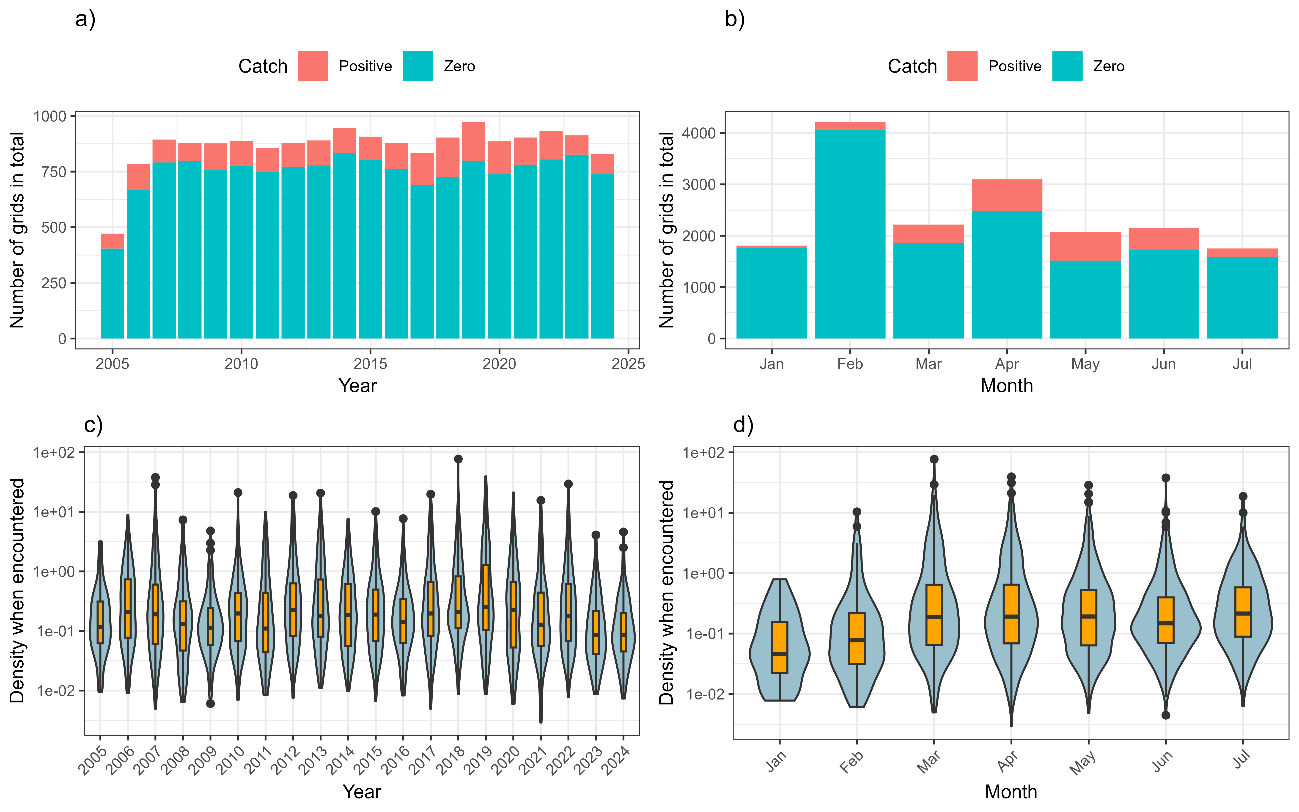 a)
Catch Positive Zero
Number of grids in total
1000
750
500
250
0
2005 2010 2015 2020 2025
Year
b)
Catch Positive Zero
Number of grids in total
4000
3000
2000
1000
0
Jan Feb Mar Apr May Jun Jul
Month
c)
Density when encountered
1e+02
1e+01
1e+00
1e-01
1e-02
2005 2006 2007 2008 2009 2010 2011 2012 2013 2014 2015 2016 2017 2018 2019 2020 2021 2022 2023 2024
Year
d)
Density when encountered
1e+02
1e+01
1e+00
1e-01
1e-02
Jan Feb Mar Apr May Jun Jul
Month